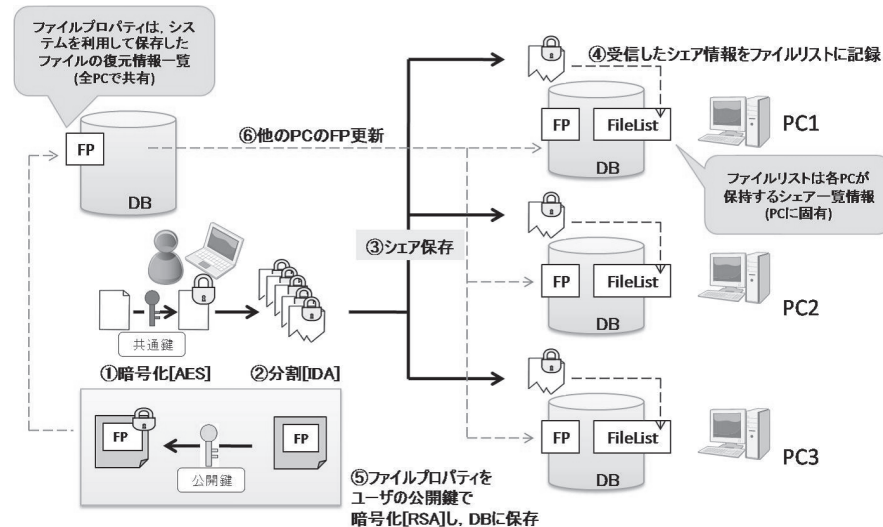 ファイルプロパティは，シス
テムを利用して保存した
ファイルの復元情報一覧
(全PCで共有)
FP
DB
⑥他のPCのFP更新
④受信したシェア情報をファイルリストに記録
FP
FileList
DB
PC1
ファイルリストは各PCが
保持するシェア一覧情報
(PCに固有)
③シェア保存
FP
FileList
DB
PC2
共通鍵
①暗号化[AES]
②分割[IDA]
FP
FP
公開鍵
⑤ファイルプロパティを
ユーザの公開鍵で
暗号化[RSA]し，DBに保存
FP
FileList
DB
PC3